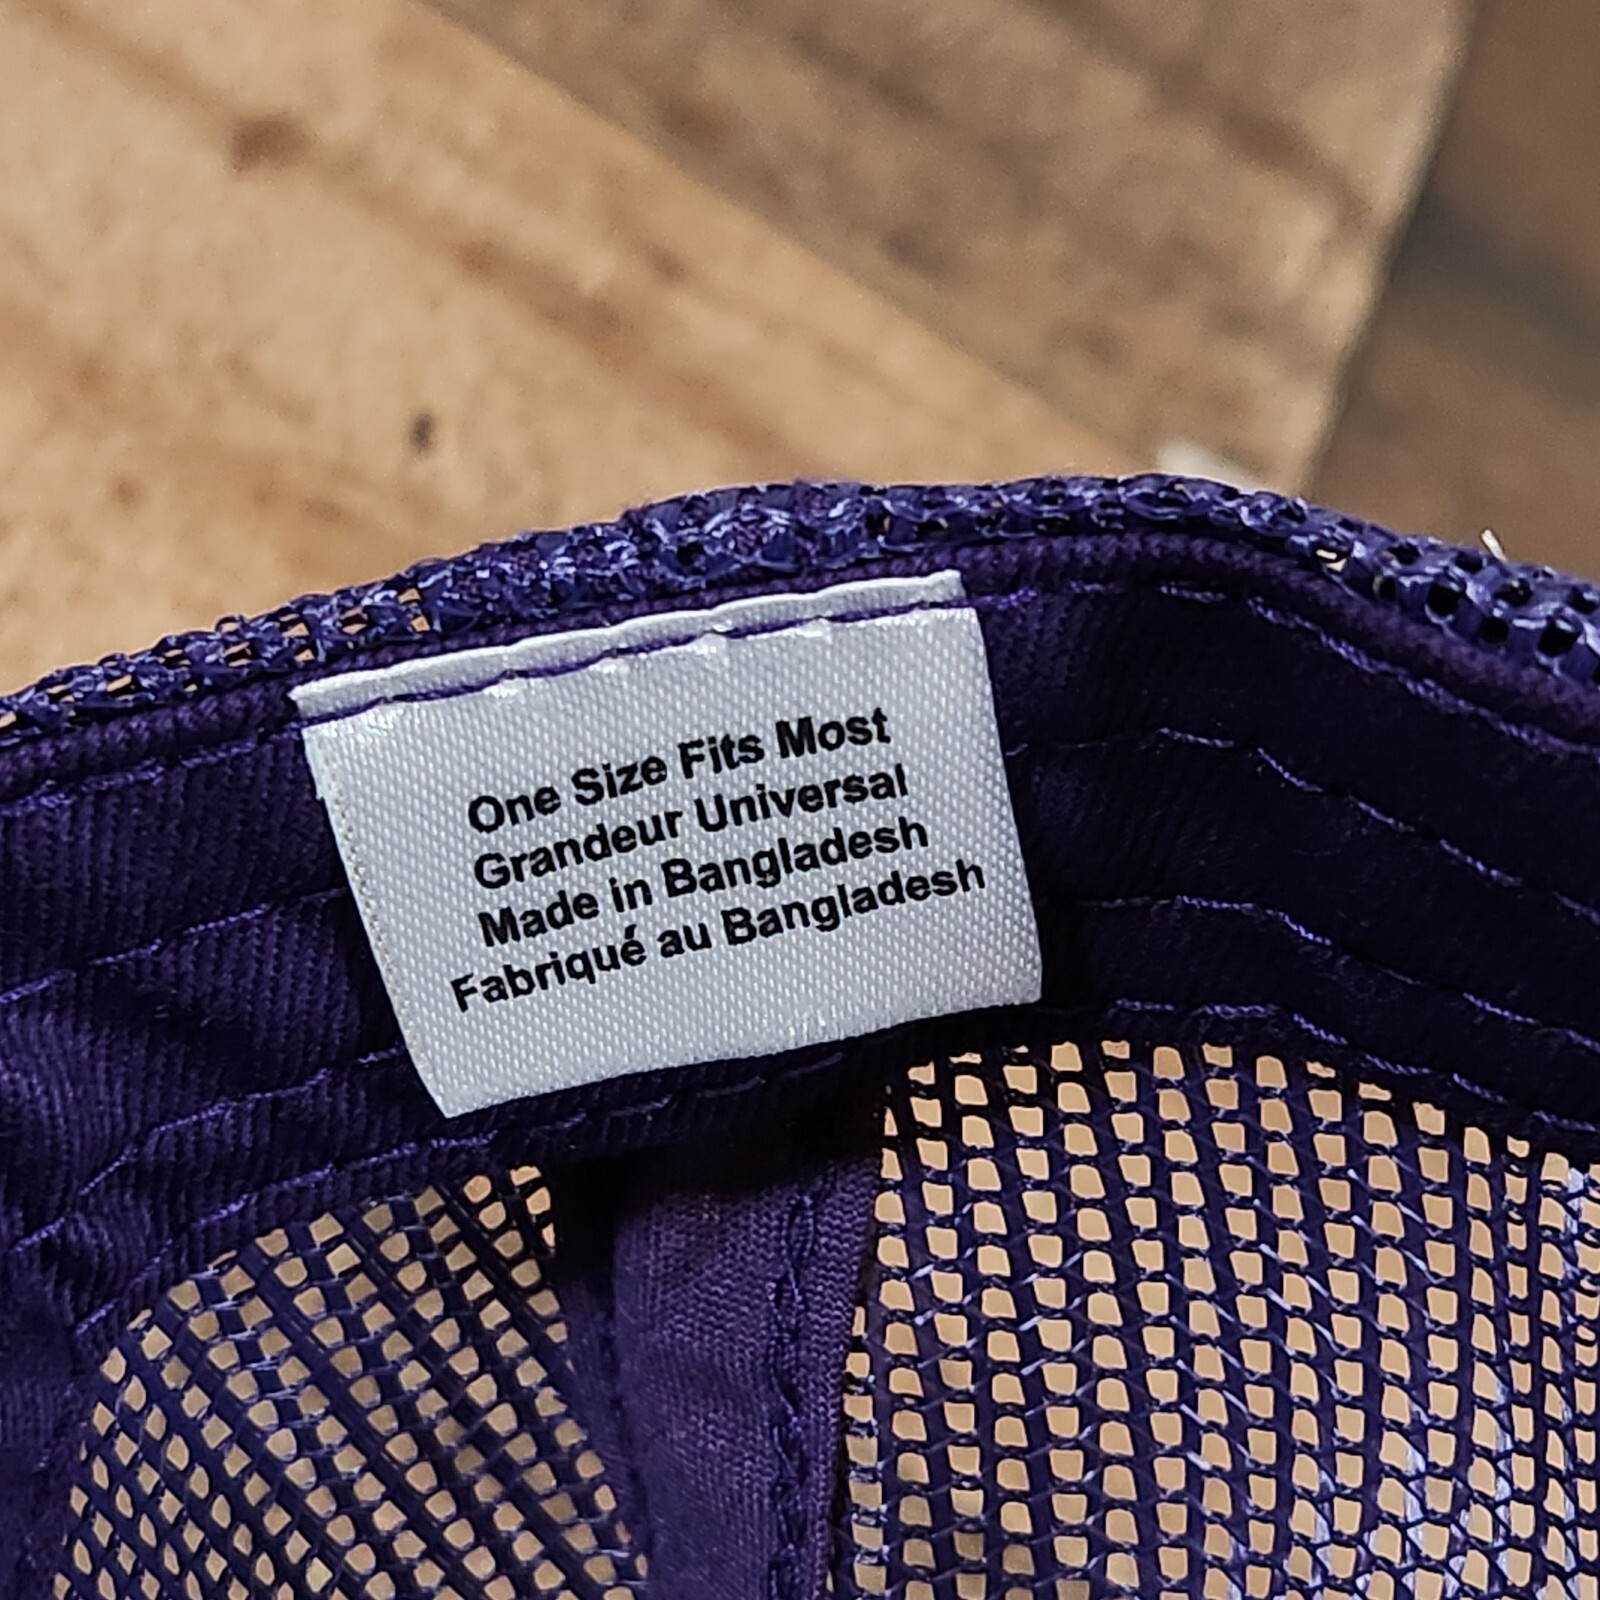 One Size Fits Most
Grandeur Universal
Made in Bangladesh
Fabriqué au Bangladesh